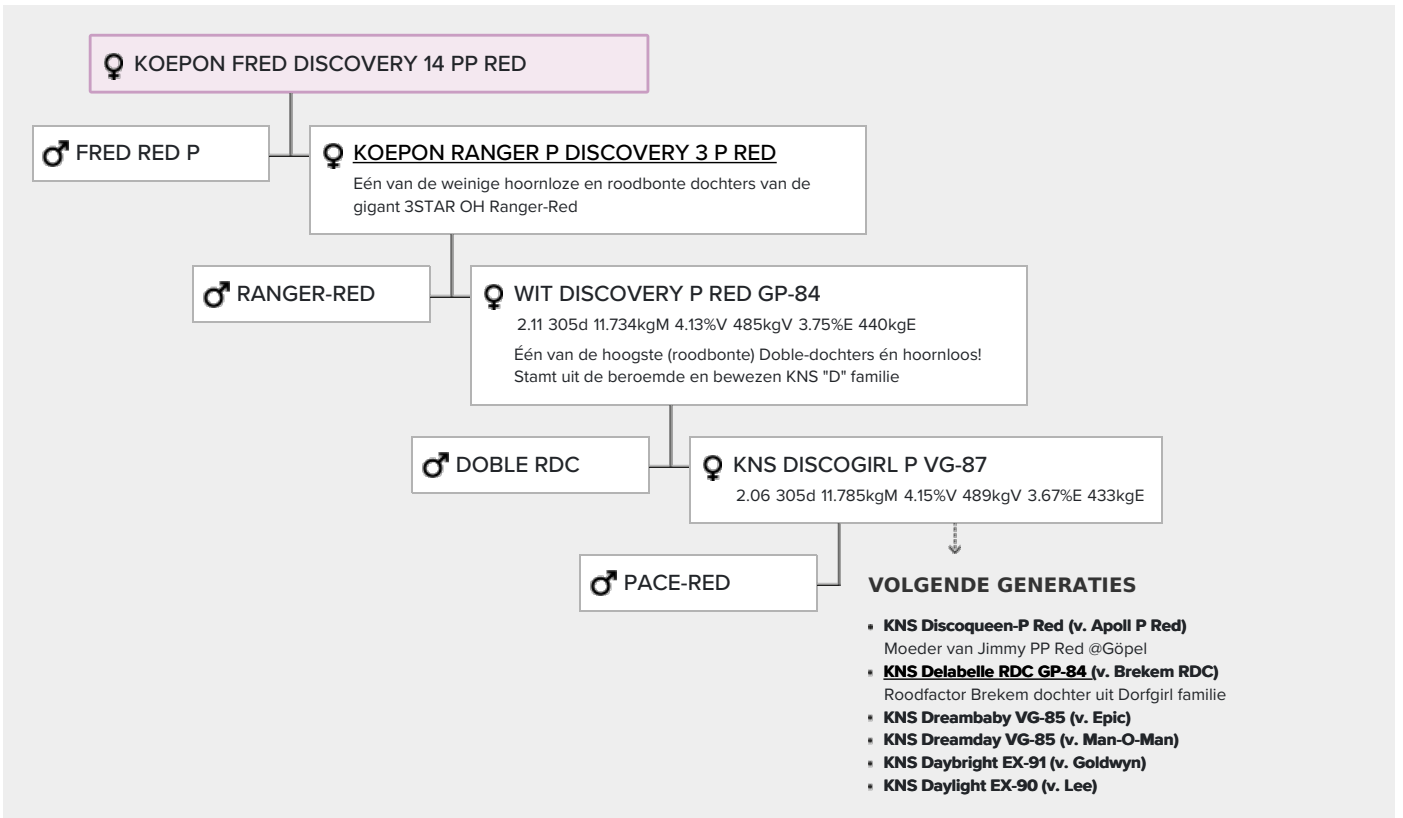 KOEPON FRED DISCOVERY 14 PP RED
FRED RED P
KOEPON RANGER P DISCOVERY 3 P RED
Eén van de weinige hoornloze en roodbonte dochters van de
gigant 3STAR OH Ranger-Red
RANGER-RED
WIT DISCOVERY P RED GP-84
2.11 305d 11.734kgM 4.13%V 485kgV 3.75%E 440kgE
Één van de hoogste (roodbonte) Doble-dochters én hoornloos!
Stamt uit de beroemde en bewezen KNS "D" familie
DOBLE RDC
KNS DISCOGIRL P VG-87
2.06 305d 11.785kgM 4.15%V 489kgV 3.67%E 433kgE
PACE-RED
VOLGENDE GENERATIES
KNS Discoqueen-P Red (v. Apoll P Red)
Moeder van Jimmy PP Red @Göpel
KNS Delabelle RDC GP-84 (v. Brekem RDC)
Roodfactor Brekem dochter uit Dorfgirl familie
KNS Dreambaby VG-85 (v. Epic)
KNS Dreamday VG-85 (v. Man-O-Man)
KNS Daybright EX-91 (v. Goldwyn)
KNS Daylight EX-90 (v. Lee)